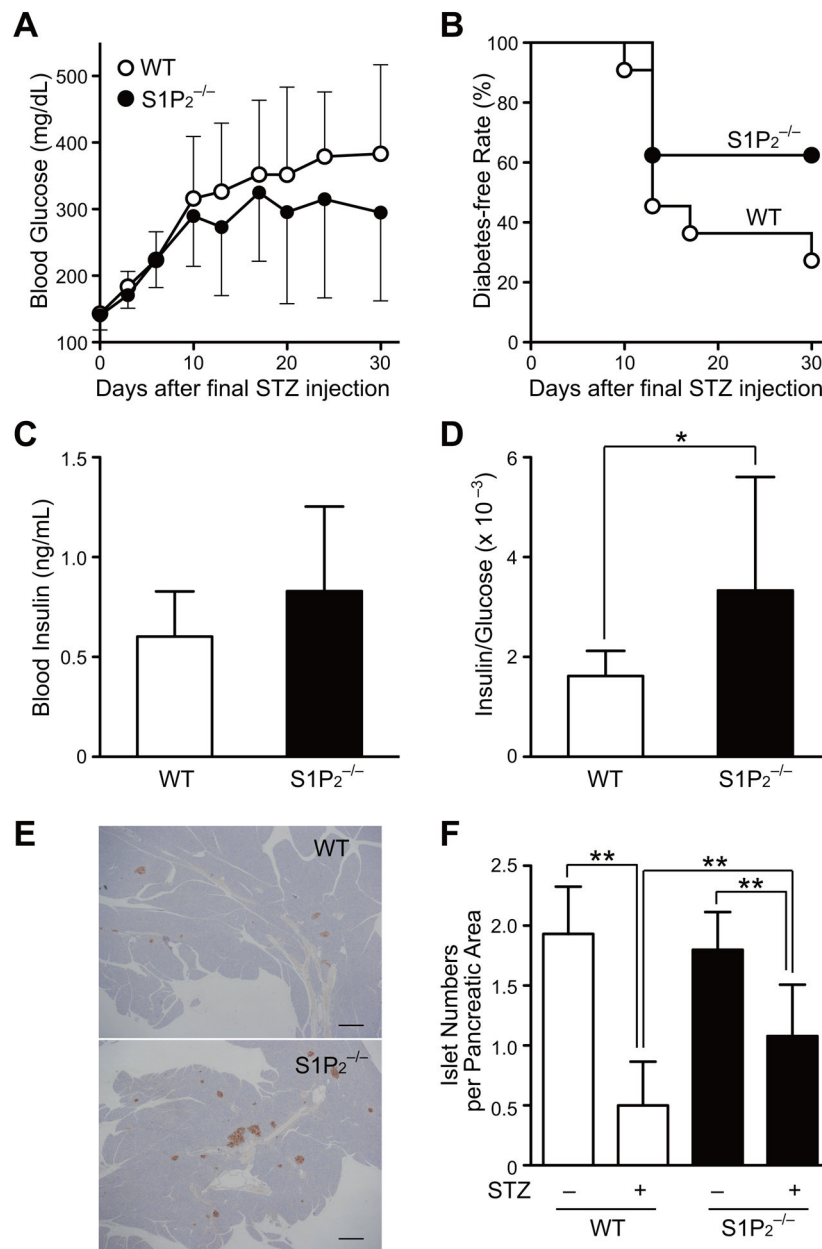 A
WT
S1P₂⁻/⁻
Blood Glucose (mg/dL)
500
400
300
200
100
0
10
20
30
Days after final STZ injection
B
Diabetes-free Rate (%)
100
80
60
40
20
0
S1P₂⁻/⁻
WT
0
10
20
30
Days after final STZ injection
C
Blood Insulin (ng/mL)
1.5
1.0
0.5
0
WT
S1P₂⁻/⁻
D
Insulin/Glucose (x 10⁻³)
6
4
2
0
*
WT
S1P₂⁻/⁻
E
WT
S1P₂⁻/⁻
F
Islet Numbers
per Pancreatic Area
2.5
2.0
1.5
1.0
0.5
0
**
**
**
STZ – + – +
WT S1P₂⁻/⁻